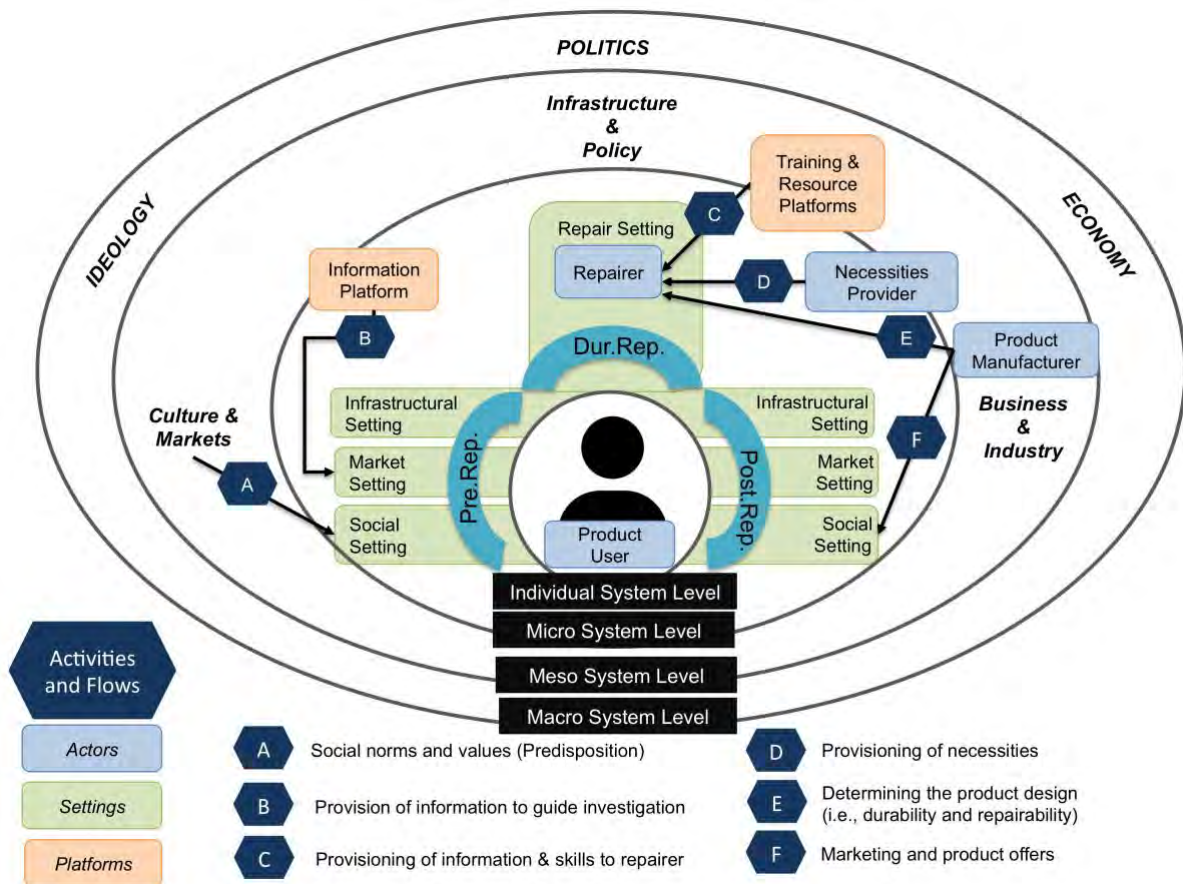 POLITICS
Infrastructure
&
Policy
IDEOLOGY
ECONOMY
Training &
Resource
Platforms
C
Repair Setting
Repairer
D
Necessities
Provider
Information
Platform
B
E
Product
Manufacturer
Dur.Rep.
Culture &
Markets
A
Infrastructural
Setting
Market
Setting
Social
Setting
Pre.Rep.
Post.Rep.
Infrastructural
Setting
Market
Setting
Social
Setting
F
Business
&
Industry
Product
User
Individual System Level
Micro System Level
Meso System Level
Macro System Level
Activities
and Flows
Actors
Settings
Platforms
A Social norms and values (Predisposition)
B Provision of information to guide investigation
C Provisioning of information & skills to repairer
D Provisioning of necessities
E Determining the product design
(i.e., durability and repairability)
F Marketing and product offers